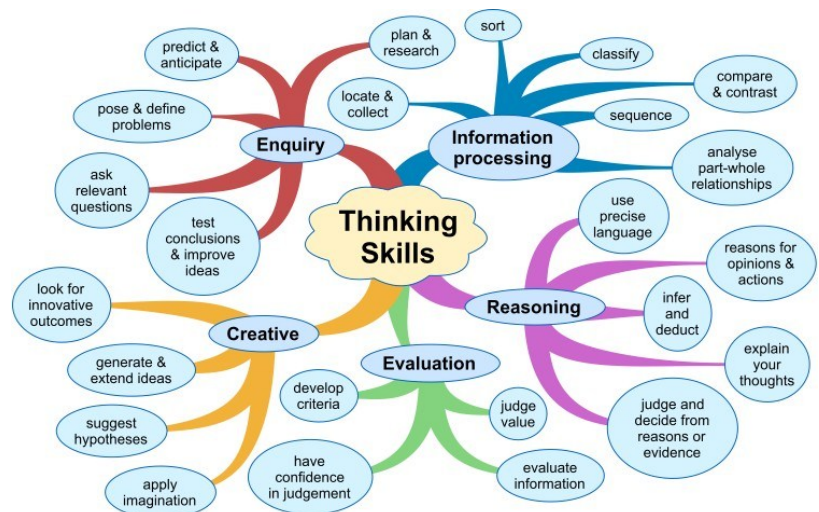 Thinking
Skills
Enquiry
predict &
anticipate
plan &
research
pose & define
problems
ask
relevant
questions
test
conclusions
& improve
ideas
Information
processing
sort
classify
locate &
collect
compare
& contrast
sequence
analyse
part-whole
relationships
Reasoning
use
precise
language
reasons for
opinions &
actions
infer
and
deduct
explain
your
thoughts
judge and
decide from
reasons or
evidence
Evaluation
develop
criteria
judge
value
have
confidence
in judgement
evaluate
information
Creative
look for
innovative
outcomes
generate &
extend ideas
suggest
hypotheses
apply
imagination